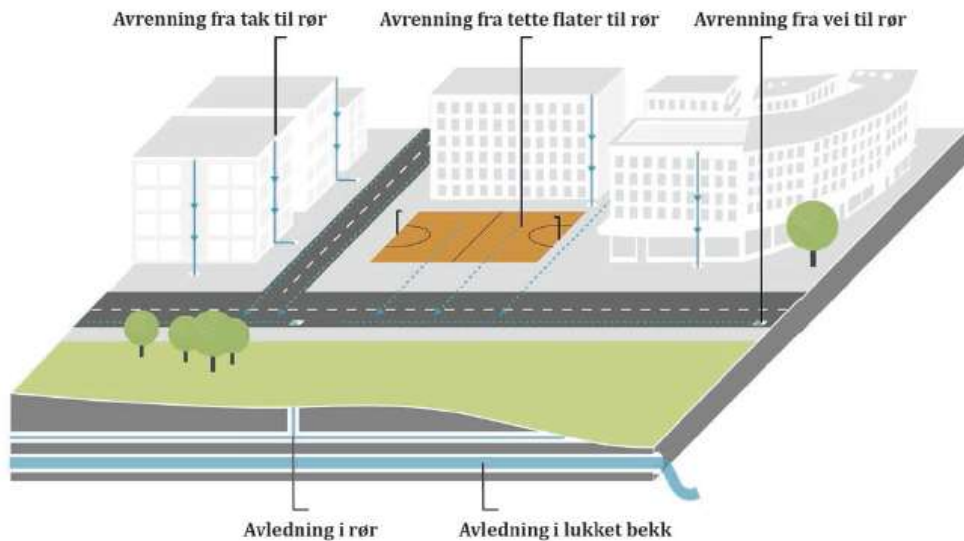 Avrenning fra tak til rør
Avrenning fra tette flater til rør
Avrenning fra vei til rør
Avledning i rør
Avledning i lukket bekk